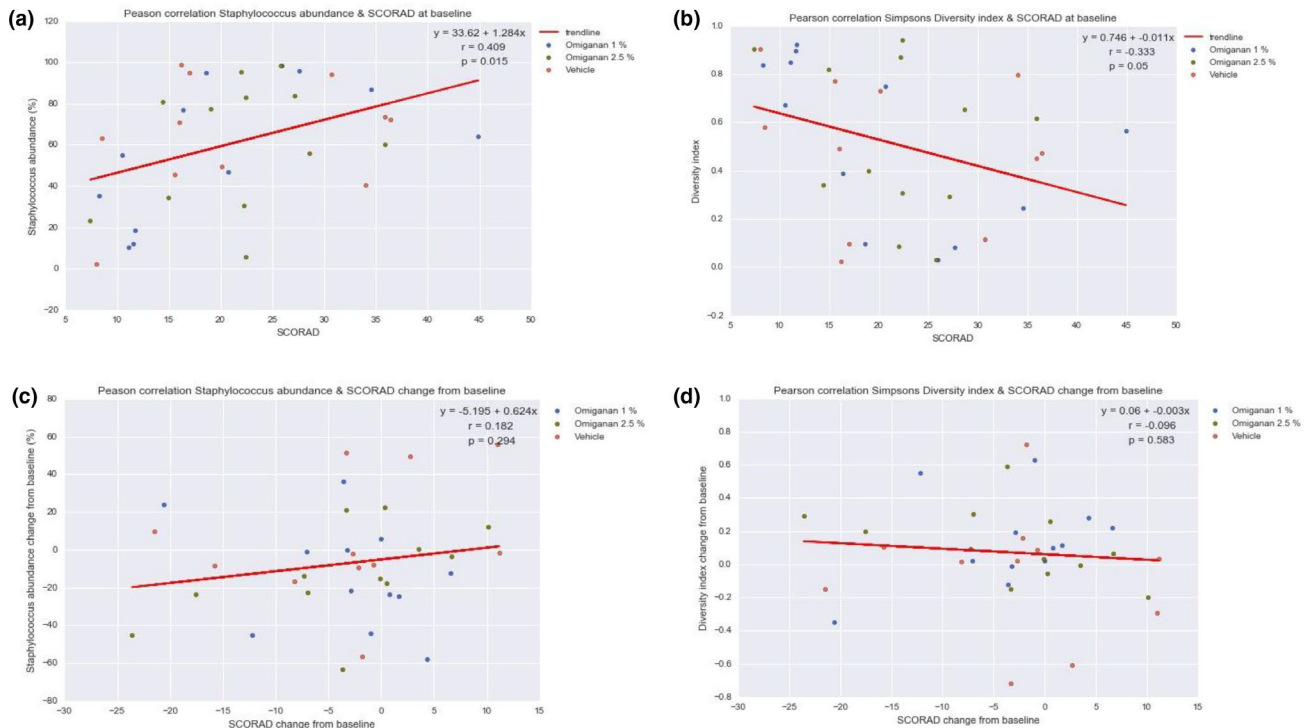 (a)
Peason correlation Staphylococcus abundance & SCORAD at baseline
120
100
80
60
40
20
0
−20
Staphylococcus abundance (%)
5 10 15 20 25 30 35 40 45 50
SCORAD
y = 33.62 + 1.284x
r = 0.409
p = 0.015
trendline
Omiganan 1 %
Omiganan 2.5 %
Vehicle
(b)
Pearson correlation Simpsons Diversity index & SCORAD at baseline
1.0
0.8
0.6
0.4
0.2
0.0
−0.2
Diversity index
5 10 15 20 25 30 35 40 45 50
SCORAD
y = 0.746 + -0.011x
r = -0.333
p = 0.05
trendline
Omiganan 1 %
Omiganan 2.5 %
Vehicle
(c)
Peason correlation Staphylococcus abundance & SCORAD change from baseline
80
60
40
20
0
−20
−40
−60
−80
Staphylococcus abundance change from baseline (%)
−30 −25 −20 −15 −10 −5 0 5 10 15
SCORAD change from baseline
y = -5.195 + 0.624x
r = 0.182
p = 0.294
Omiganan 1 %
Omiganan 2.5 %
Vehicle
(d)
Pearson correlation Simpsons Diversity index & SCORAD change from baseline
1.0
0.8
0.6
0.4
0.2
0.0
−0.2
−0.4
−0.6
−0.8
Diversity index change from baseline
−30 −25 −20 −15 −10 −5 0 5 10 15
SCORAD change from baseline
y = 0.06 + -0.003x
r = -0.096
p = 0.583
Omiganan 1 %
Omiganan 2.5 %
Vehicle